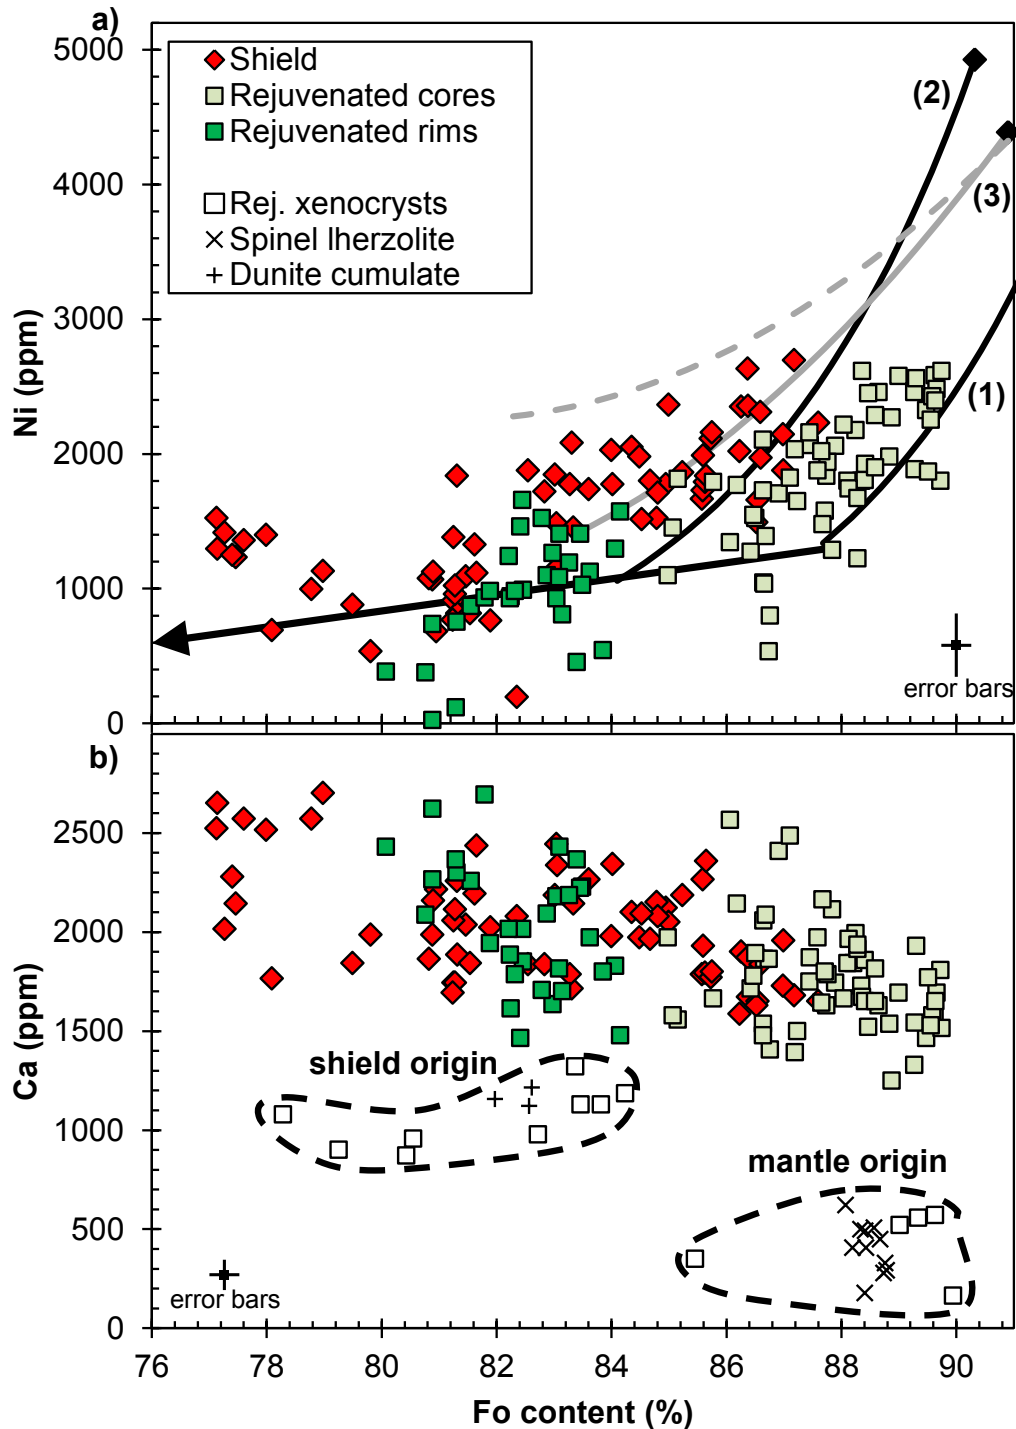 a)
5000
4000
3000
2000
1000
0
Ni (ppm)
Shield
Rejuvenated cores
Rejuvenated rims
Rej. xenocrysts
Spinel lherzolite
Dunite cumulate
(2)
(3)
(1)
error bars
b)
2500
2000
1500
1000
500
0
Ca (ppm)
shield origin
mantle origin
error bars
76 78 80 82 84 86 88 90
Fo content (%)